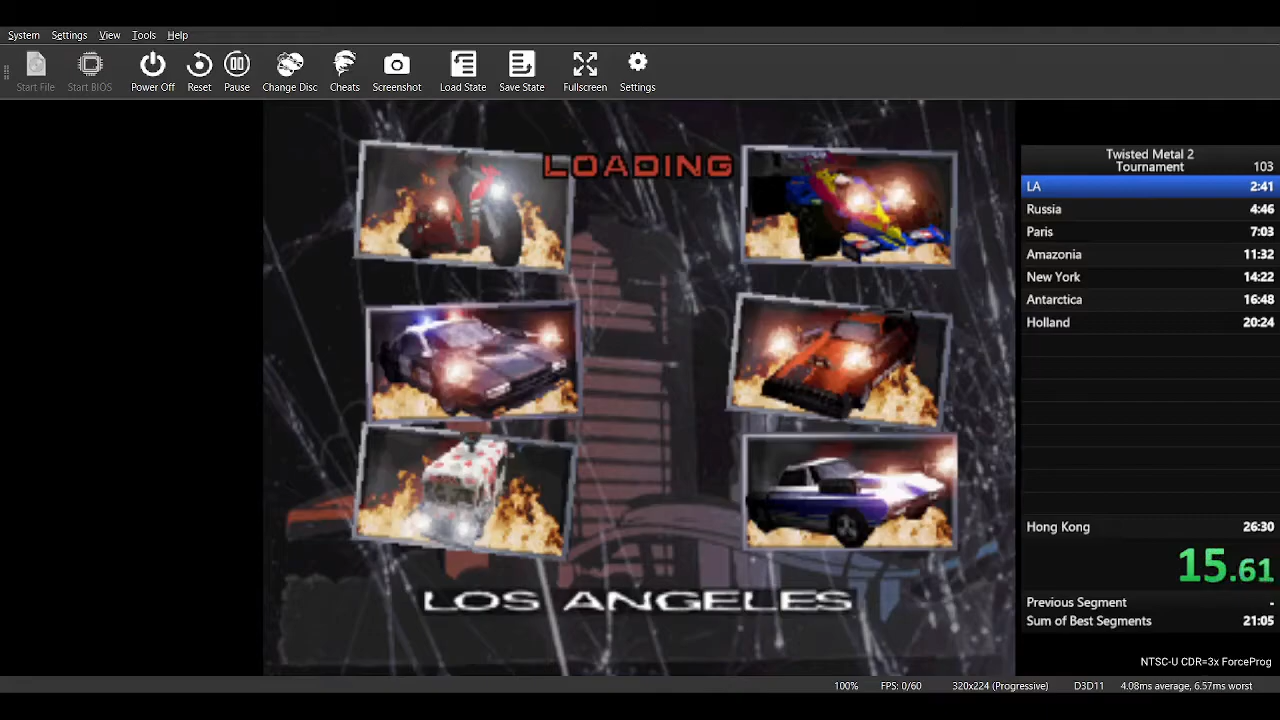 System Settings View Tools Help
Start File Start BIOS Power Off Reset Pause Change Disc Cheats Screenshot Load State Save State Fullscreen Settings
LOADING
LOS ANGELES
Twisted Metal 2
Tournament 103
LA 2:41
Russia 4:46
Paris 7:03
Amazonia 11:32
New York 14:22
Antarctica 16:48
Holland 20:24
Hong Kong 26:30
15.61
Previous Segment -
Sum of Best Segments 21:05
NTSC-U CDR=3x ForceProg
100% FPS: 0/60 320x224 (Progressive) D3D11 4.08ms average, 6.57ms worst